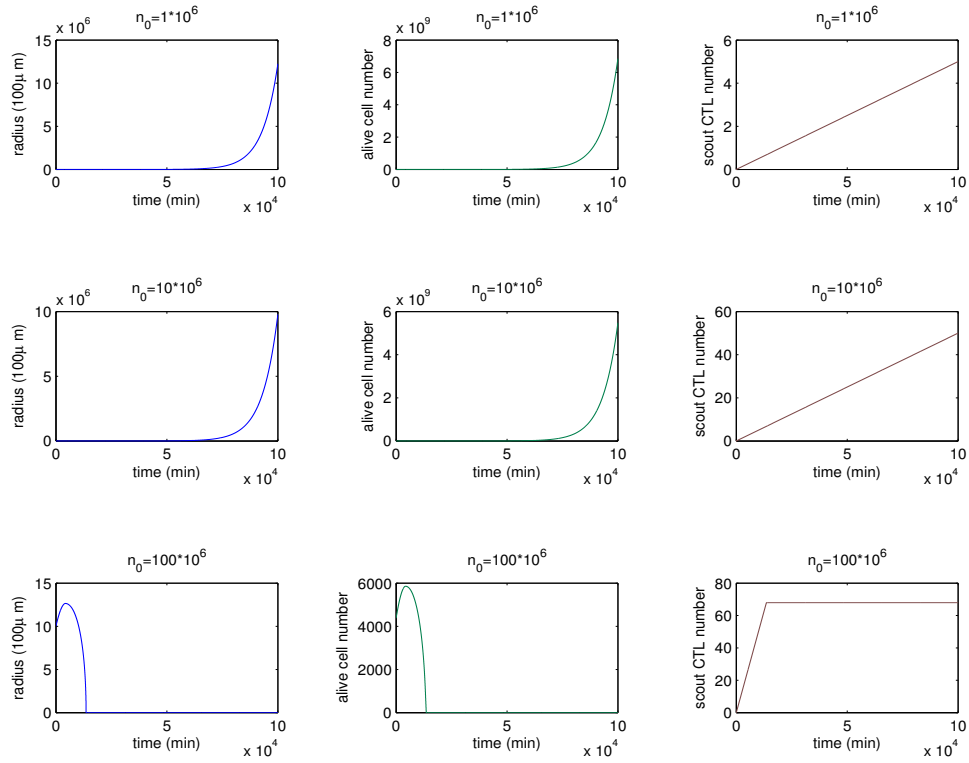 n0=1*10^6
x 10^6
radius (100μ m)
15
10
5
0
0 5 10
time (min)
x 10^4
n0=1*10^6
x 10^9
alive cell number
8
6
4
2
0
0 5 10
time (min)
x 10^4
n0=1*10^6
scout CTL number
6
4
2
0
0 5 10
time (min)
x 10^4
n0=10*10^6
x 10^6
radius (100μ m)
10
5
0
0 5 10
time (min)
x 10^4
n0=10*10^6
x 10^9
alive cell number
6
4
2
0
0 5 10
time (min)
x 10^4
n0=10*10^6
scout CTL number
60
40
20
0
0 5 10
time (min)
x 10^4
n0=100*10^6
radius (100μ m)
15
10
5
0
0 5 10
time (min)
x 10^4
n0=100*10^6
alive cell number
6000
4000
2000
0
0 5 10
time (min)
x 10^4
n0=100*10^6
scout CTL number
80
60
40
20
0
0 5 10
time (min)
x 10^4